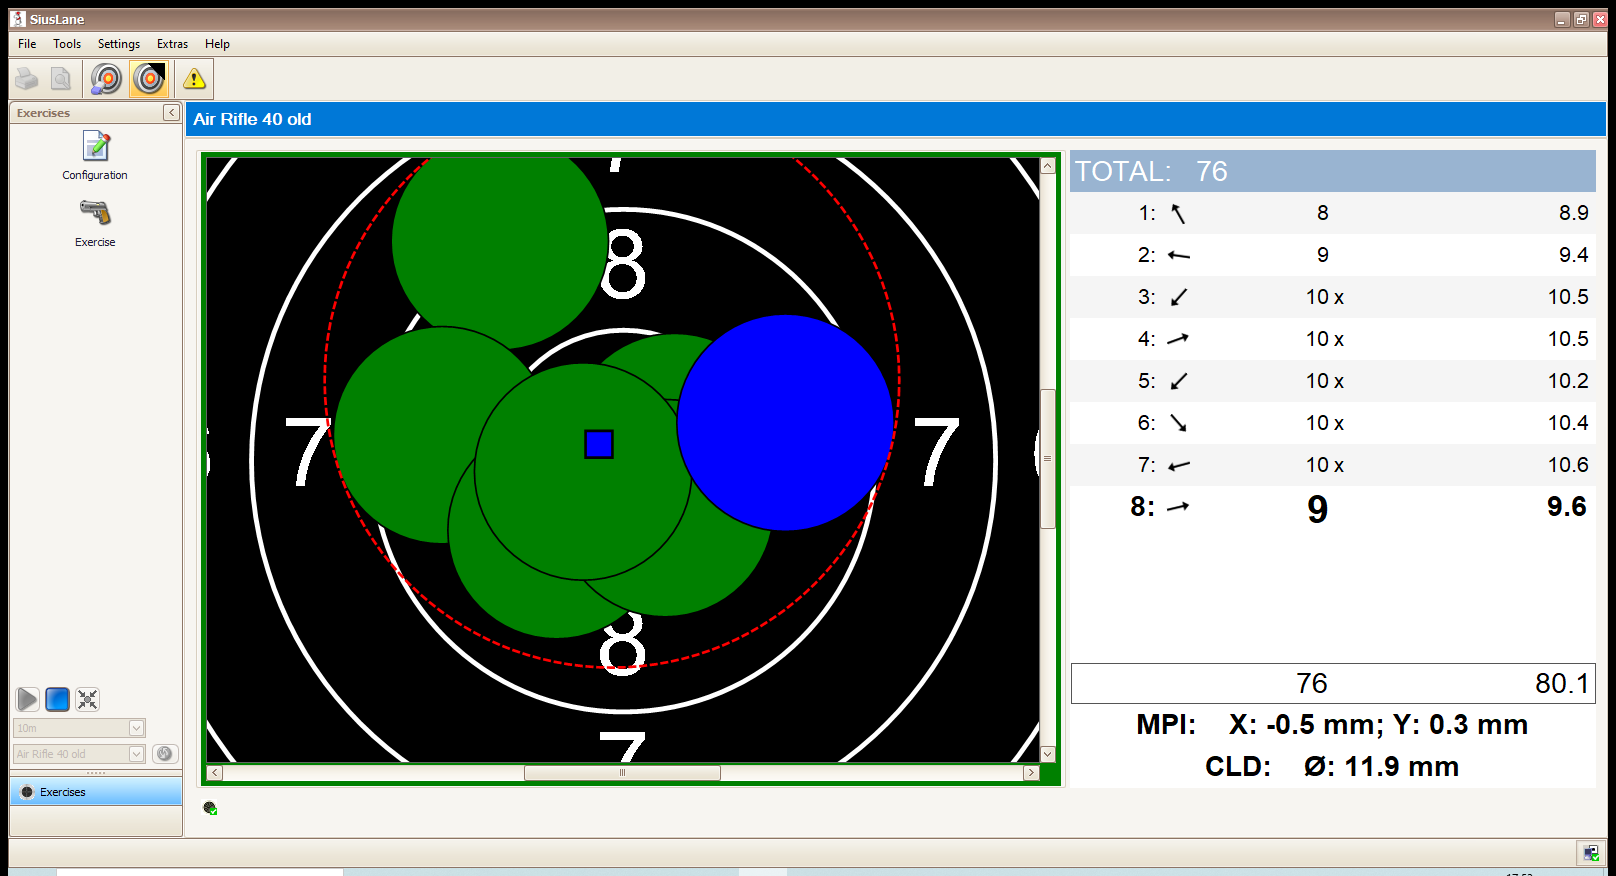 SiusLane
File Tools Settings Extras Help
Exercises
Configuration
Exercise
10m
Air Rifle 40 old
Exercises
Air Rifle 40 old
7
8
7 7
8
7
TOTAL: 76
1: 8 8.9
2: 9 9.4
3: 10 x 10.5
4: 10 x 10.5
5: 10 x 10.2
6: 10 x 10.4
7: 10 x 10.6
8: 9 9.6
76 80.1
MPI: X: -0.5 mm; Y: 0.3 mm
CLD: Ø: 11.9 mm